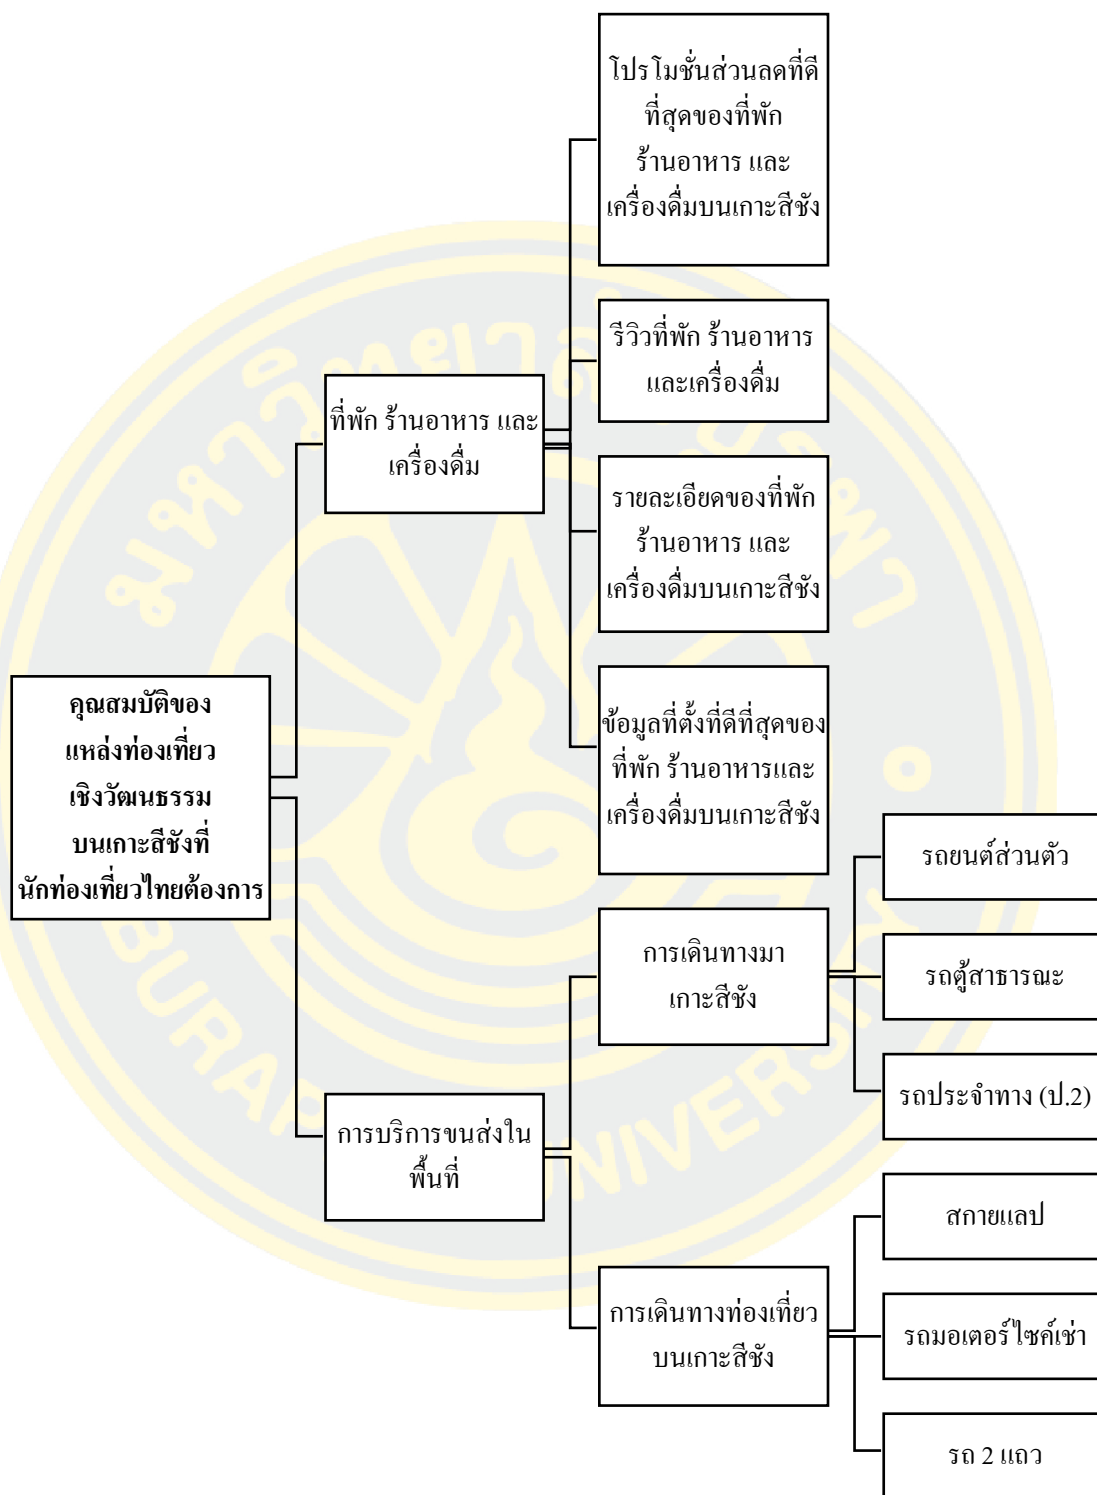 โปรโมชั่นส่วนลดที่ดี
ที่สุดของที่พัก
ร้านอาหาร และ
เครื่องดื่มบนเกาะสีชัง
รีวิวที่พัก ร้านอาหาร
และเครื่องดื่ม
ที่พัก ร้านอาหาร และ
เครื่องดื่ม
รายละเอียดของที่พัก
ร้านอาหาร และ
เครื่องดื่มบนเกาะสีชัง
ข้อมูลที่ตั้งที่ดีที่สุดของ
ที่พัก ร้านอาหารและ
เครื่องดื่มบนเกาะสีชัง
คุณสมบัติของ
แหล่งท่องเที่ยว
เชิงวัฒนธรรม
บนเกาะสีชังที่
นักท่องเที่ยวไทยต้องการ
การบริการขนส่งใน
พื้นที่
การเดินทางมา
เกาะสีชัง
รถยนต์ส่วนตัว
รถตู้สาธารณะ
รถประจำทาง (ป.2)
การเดินทางท่องเที่ยว
บนเกาะสีชัง
สกายแลป
รถมอเตอร์ไซค์เช่า
รถ 2 แถว
BURAPHA UNIVERSITY